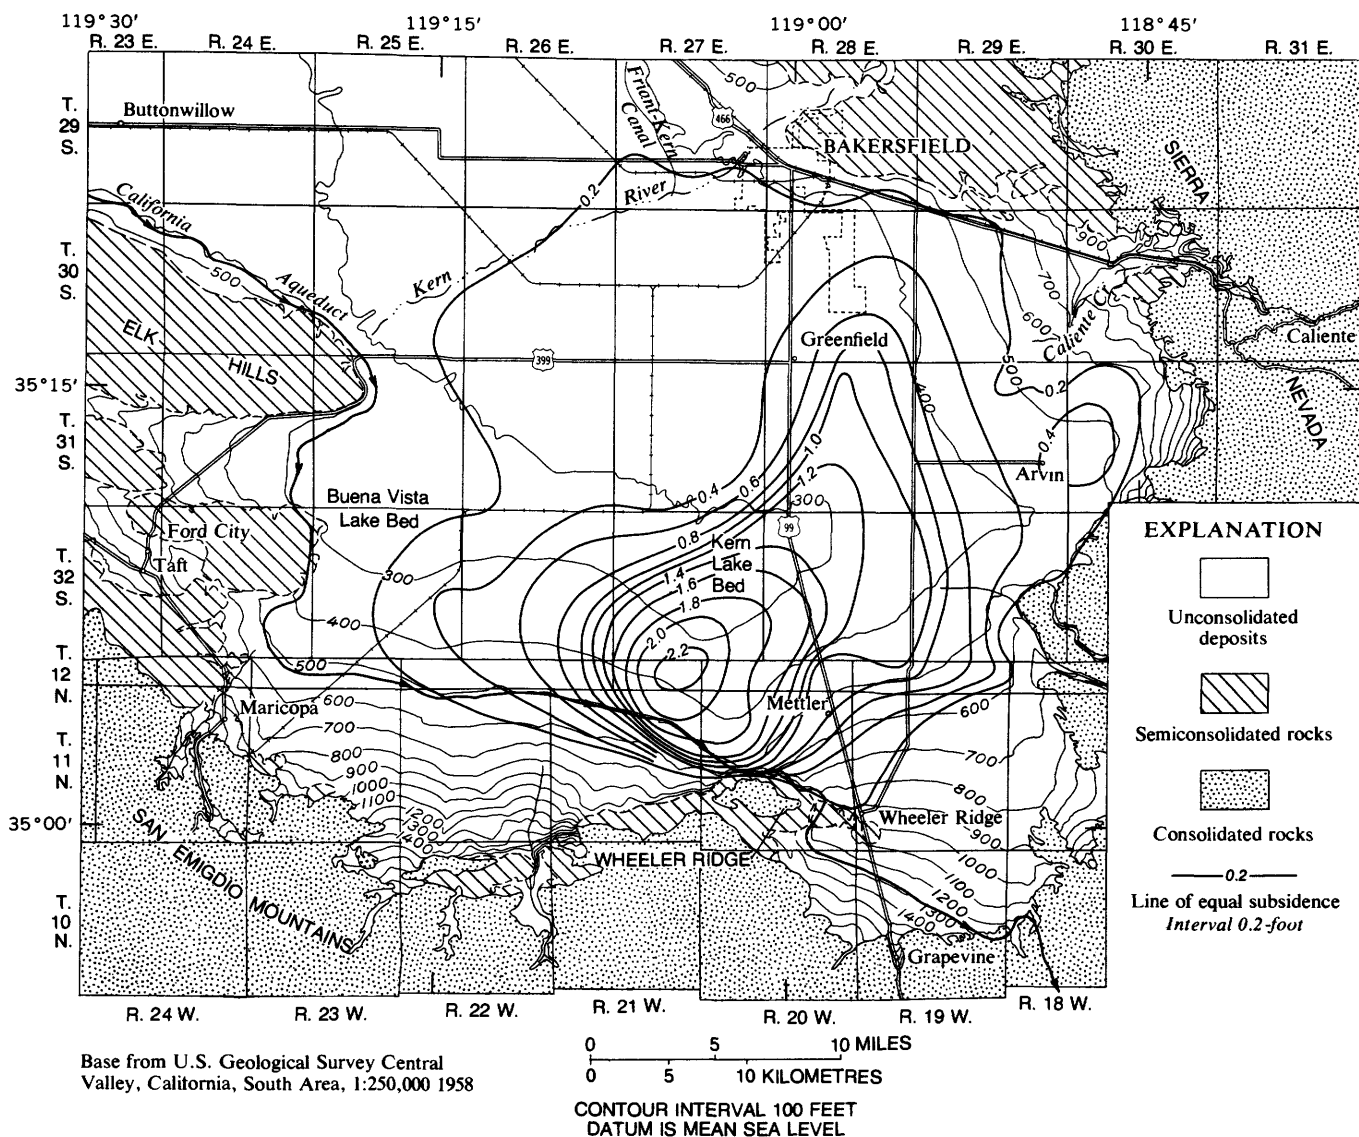 119°30′ 119°15′ 119°00′ 118°45′
R. 23 E. R. 24 E. R. 25 E. R. 26 E. R. 27 E. R. 28 E. R. 29 E. R. 30 E. R. 31 E.
T.
29
S.
Buttonwillow
Friant-Kern
Canal
466
500
BAKERSFIELD
SIERRA
California
Aqueduct
0.2
River
Kern
900
T.
30
S.
500
700
600
Caliente C
Caliente
ELK
HILLS
399
Greenfield
500
0.2
400
NEVADA
35°15′
T.
31
S.
0.4
Arvin
1.0
1.2
0.6
0.4
300
Buena Vista
Lake Bed
99
Ford City
Taft
0.8
Kern
Lake
Bed
1.4
1.6
1.8
2.0
2.2
T.
32
S.
300
400
T.
12
N.
500
Maricopa
600
700
800
900
1000
1100
1200
1300
1400
Mettler
600
700
800
900
1000
1100
1200
1300
1400
T.
11
N.
35°00′
Wheeler Ridge
WHEELER RIDGE
SAN EMIGDIO MOUNTAINS
T.
10
N.
Grapevine
R. 24 W. R. 23 W. R. 22 W. R. 21 W. R. 20 W. R. 19 W. R. 18 W.
EXPLANATION
Unconsolidated
deposits
Semiconsolidated rocks
Consolidated rocks
0.2
Line of equal subsidence
Interval 0.2-foot
Base from U.S. Geological Survey Central
Valley, California, South Area, 1:250,000 1958
0 5 10 MILES
0 5 10 KILOMETRES
CONTOUR INTERVAL 100 FEET
DATUM IS MEAN SEA LEVEL